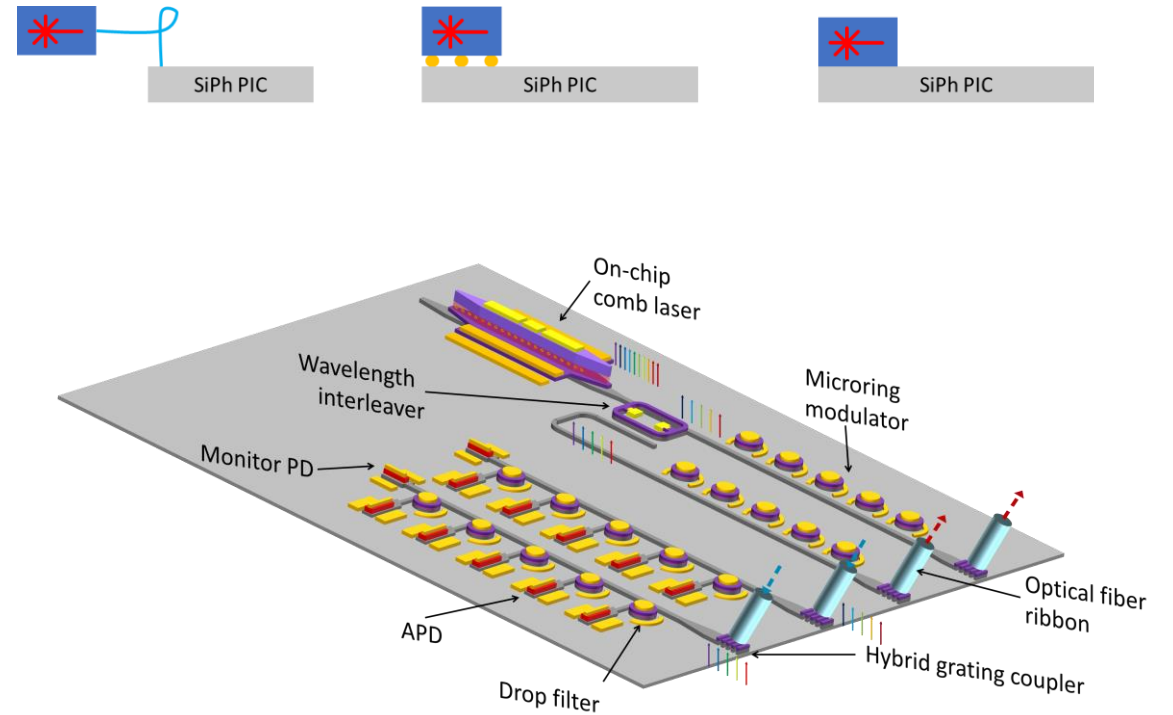 SiPh PIC
SiPh PIC
SiPh PIC
On-chip
comb laser
Wavelength
interleaver
Microring
modulator
Monitor PD
APD
Drop filter
Optical fiber
ribbon
Hybrid grating coupler